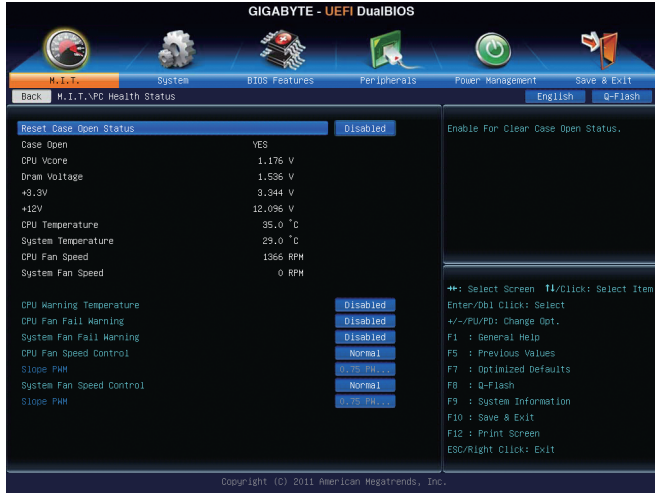 GIGABYTE - UEFI DualBIOS
M.I.T. System BIOS Features Peripherals Power Management Save & Exit
Back M.I.T.\PC Health Status English Q-Flash
Reset Case Open Status Disabled
Case Open YES
CPU Vcore 1.176 V
Dram Voltage 1.536 V
+3.3V 3.344 V
+12V 12.096 V
CPU Temperature 35.0 °C
System Temperature 29.0 °C
CPU Fan Speed 1366 RPM
System Fan Speed 0 RPM
CPU Warning Temperature Disabled
CPU Fan Fail Warning Disabled
System Fan Fail Warning Disabled
CPU Fan Speed Control Normal
Slope PWM 0.75 PW...
System Fan Speed Control Normal
Slope PWM 0.75 PW...
Enable For Clear Case Open Status.
→←: Select Screen ↑↓/Click: Select Item
Enter/Dbl Click: Select
+/-/PU/PD: Change Opt.
F1 : General Help
F5 : Previous Values
F7 : Optimized Defaults
F8 : Q-Flash
F9 : System Information
F10 : Save & Exit
F12 : Print Screen
ESC/Right Click: Exit
Copyright (C) 2011 American Megatrends, Inc.